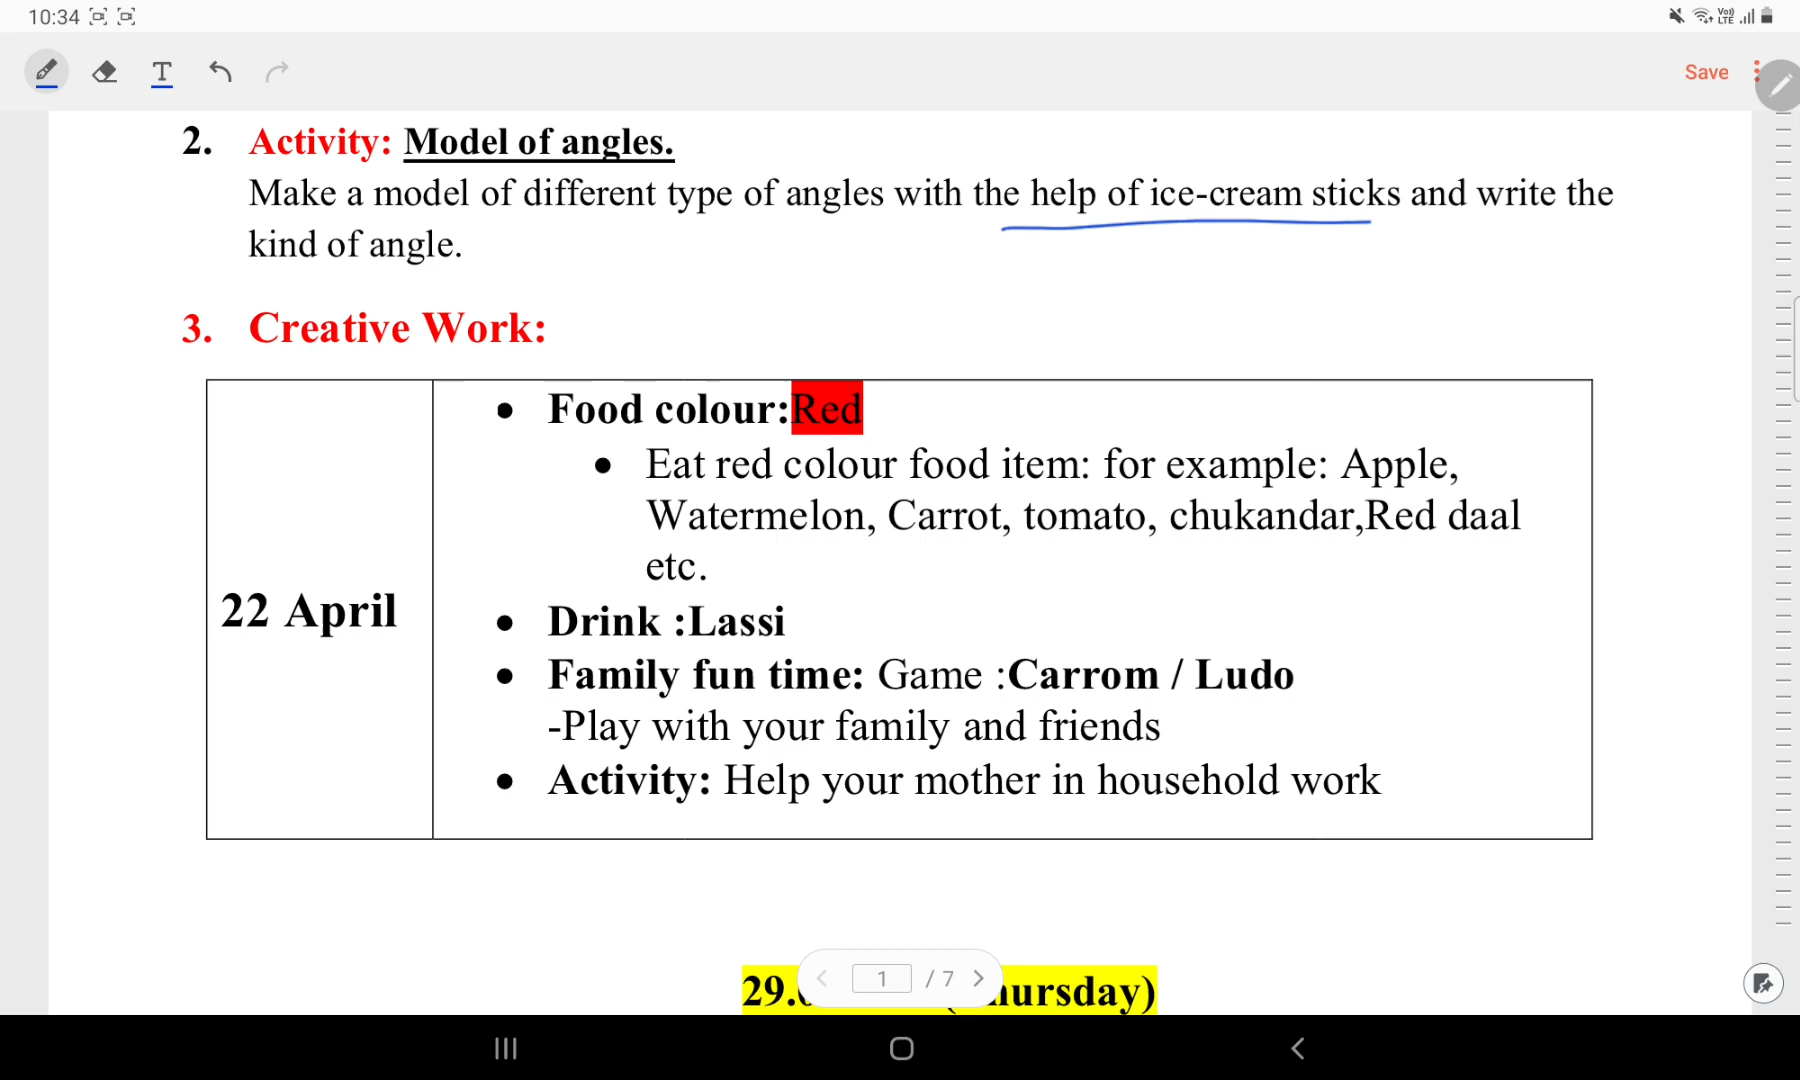 10:34
Vo))
LTE
T
Save
2. Activity: Model of angles.
Make a model of different type of angles with the help of ice-cream sticks and write the
kind of angle.
3. Creative Work:
22 April
• Food colour:Red
• Eat red colour food item: for example: Apple,
Watermelon, Carrot, tomato, chukandar,Red daal
etc.
• Drink :Lassi
• Family fun time: Game :Carrom / Ludo
-Play with your family and friends
• Activity: Help your mother in household work
1 / 7
29. hursday)